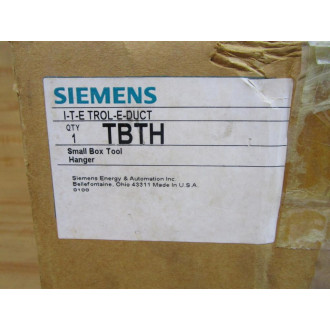 SIEMENS
I-T-E TROL-E-DUCT
QTY
1 TBTH
Small Box Tool
Hanger
Siemens Energy & Automation Inc.
Bellefontaine, Ohio 43311 Made In U.S.A.
0100